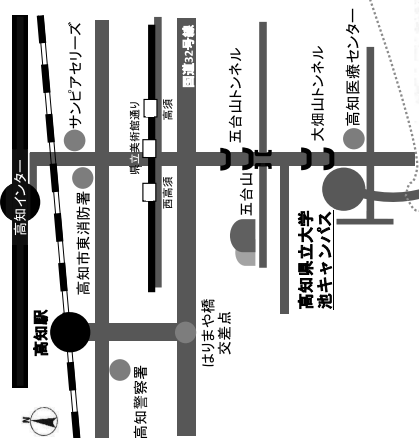 サンピアセリーズ
高知インター
高知市東消防署
県立美術館通り
高須
西高須
国道32号線
五台山トンネル
五台山
大畑山トンネル
高知医療センター
高知県立大学
池キャンパス
高知駅
はりまや橋
交差点
高知警察署
N